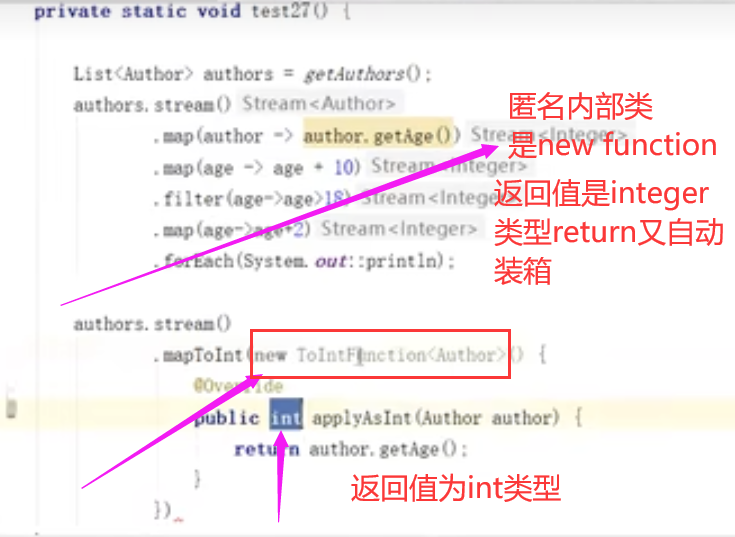 private static void test27() {
List<Author> authors = getAuthors();
authors.stream() Stream<Author>
.map(author -> author.getAge()) Stream<Integer>
.map(age -> age + 10) Stream<Integer>
.filter(age->age>18) Stream<Integer>
.map(age->age+2) Stream<Integer>
.forEach(System.out::println);
匿名内部类
是new function
返回值是integer
类型return又自动
装箱
authors.stream()
.mapToInt(new ToIntFunction<Author>() {
@Override
public int applyAsInt(Author author) {
return author.getAge();
}
})
返回值为int类型